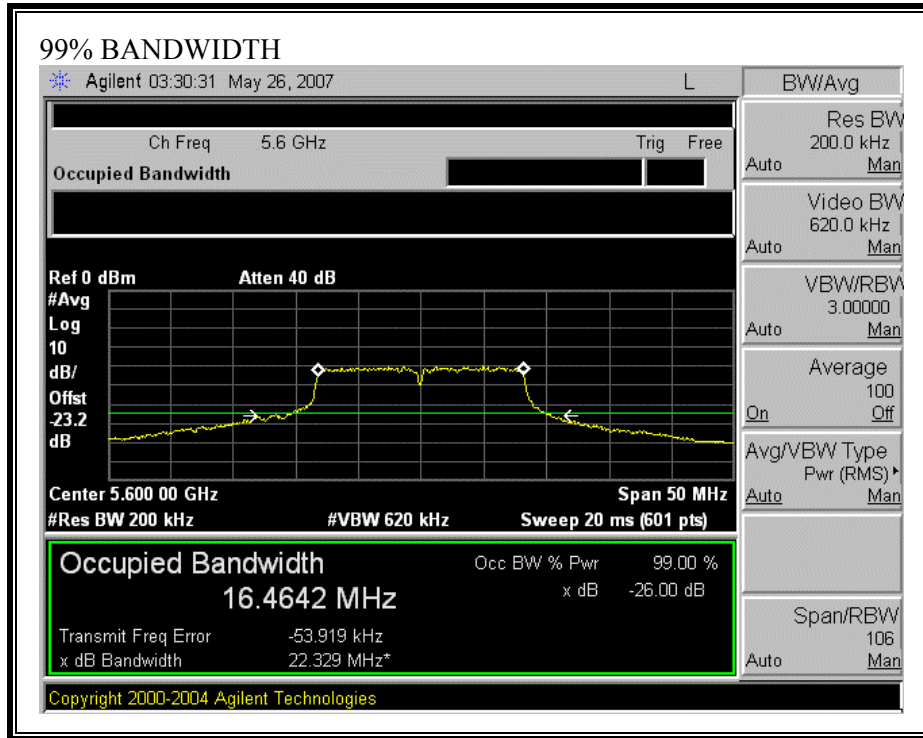 99% BANDWIDTH
Agilent 03:30:31 May 26, 2007 L
BW/Avg
Ch Freq 5.6 GHz Trig Free
Occupied Bandwidth
Res BW
200.0 kHz
Auto Man
Video BW
620.0 kHz
Auto Man
VBW/RBW
3.00000
Auto Man
Average
100
On Off
Avg/VBW Type
Pwr (RMS)
Auto Man
Span/RBW
106
Auto Man
Ref 0 dBm Atten 40 dB
#Avg
Log
10
dB/
Offst
-23.2
dB
Center 5.600 00 GHz Span 50 MHz
#Res BW 200 kHz #VBW 620 kHz Sweep 20 ms (601 pts)
Occupied Bandwidth
16.4642 MHz
Occ BW % Pwr 99.00 %
x dB -26.00 dB
Transmit Freq Error -53.919 kHz
x dB Bandwidth 22.329 MHz*
Copyright 2000-2004 Agilent Technologies